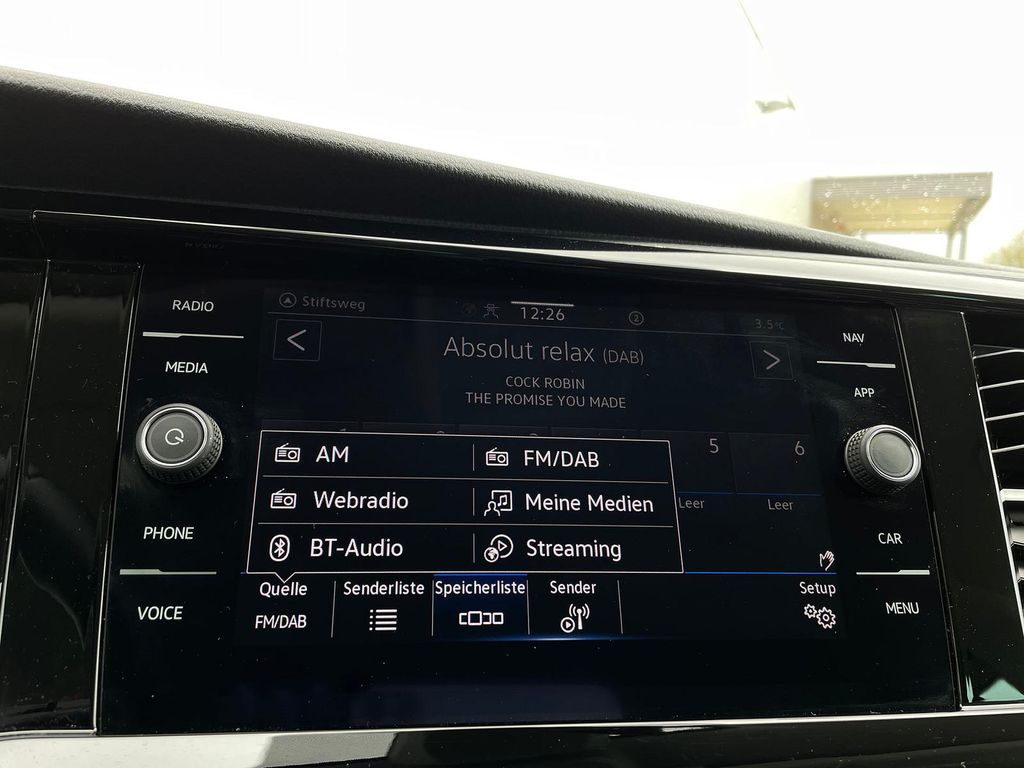 RADIO
MEDIA
PHONE
VOICE
Stiftsweg
12:26
2
3.5°C
<
Absolut relax (DAB)
>
COCK ROBIN
THE PROMISE YOU MADE
5
6
Leer
Leer
AM
FM/DAB
Webradio
Meine Medien
BT-Audio
Streaming
Quelle
FM/DAB
Senderliste
Speicherliste
Sender
Setup
NAV
APP
CAR
MENU